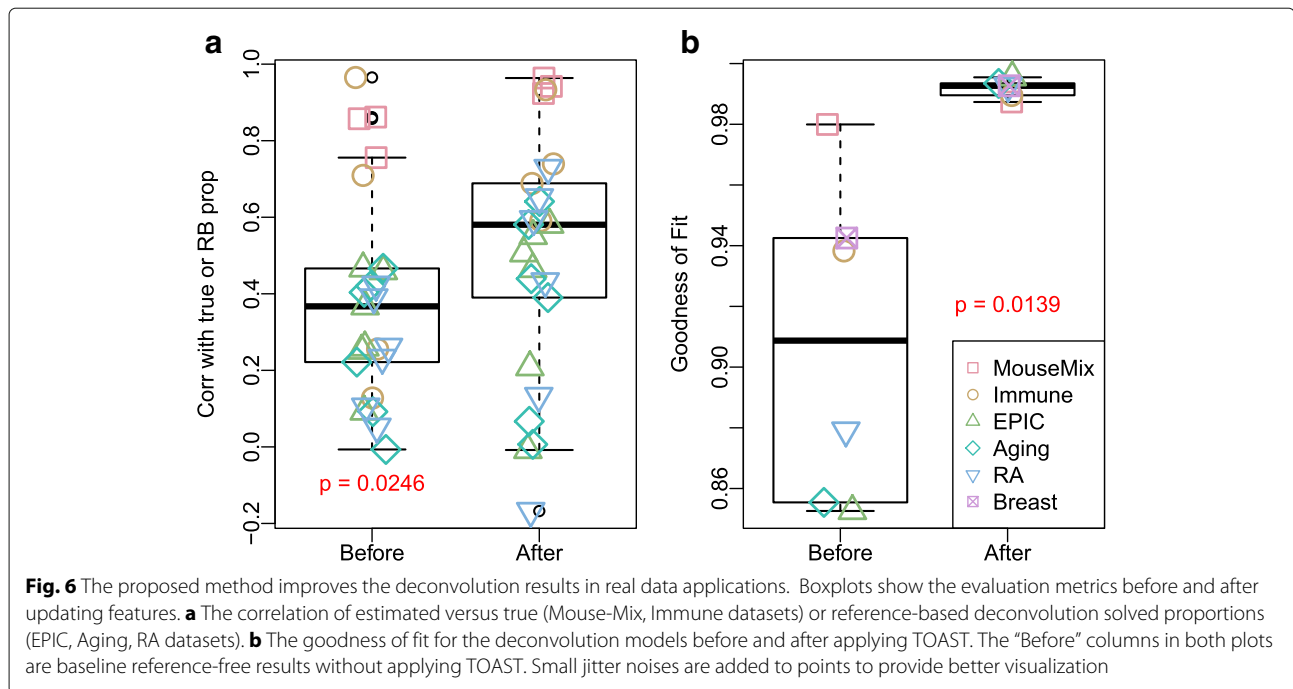 a
b
Corr with true or RB prop
1.0
0.8
0.6
0.4
0.2
0.0
−0.2
p = 0.0246
Before
After
Goodness of Fit
0.98
0.94
0.90
0.86
p = 0.0139
MouseMix
Immune
EPIC
Aging
RA
Breast
Before
After
Fig. 6 The proposed method improves the deconvolution results in real data applications. Boxplots show the evaluation metrics before and after
updating features. a The correlation of estimated versus true (Mouse-Mix, Immune datasets) or reference-based deconvolution solved proportions
(EPIC, Aging, RA datasets). b The goodness of fit for the deconvolution models before and after applying TOAST. The “Before” columns in both plots
are baseline reference-free results without applying TOAST. Small jitter noises are added to points to provide better visualization